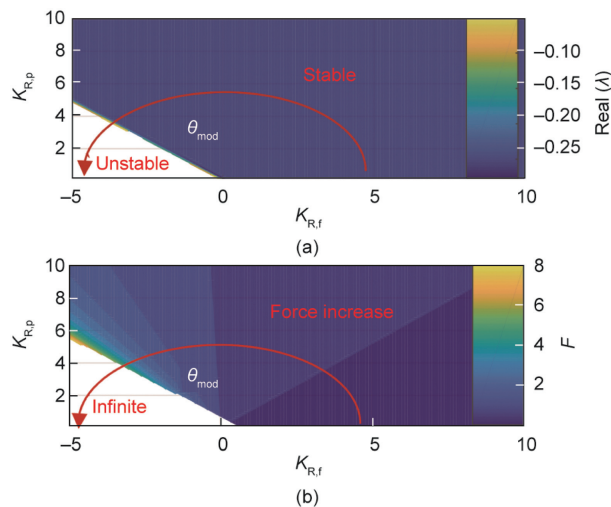 (a)
10
8
6
4
2
K_R,p
Stable
θ_mod
Unstable
−5
0
5
10
K_R,f
−0.10
−0.15
−0.20
−0.25
Real (λ)
(a)
10
8
6
4
2
K_R,p
Force increase
θ_mod
Infinite
−5
0
5
10
K_R,f
8
6
4
2
F
(b)